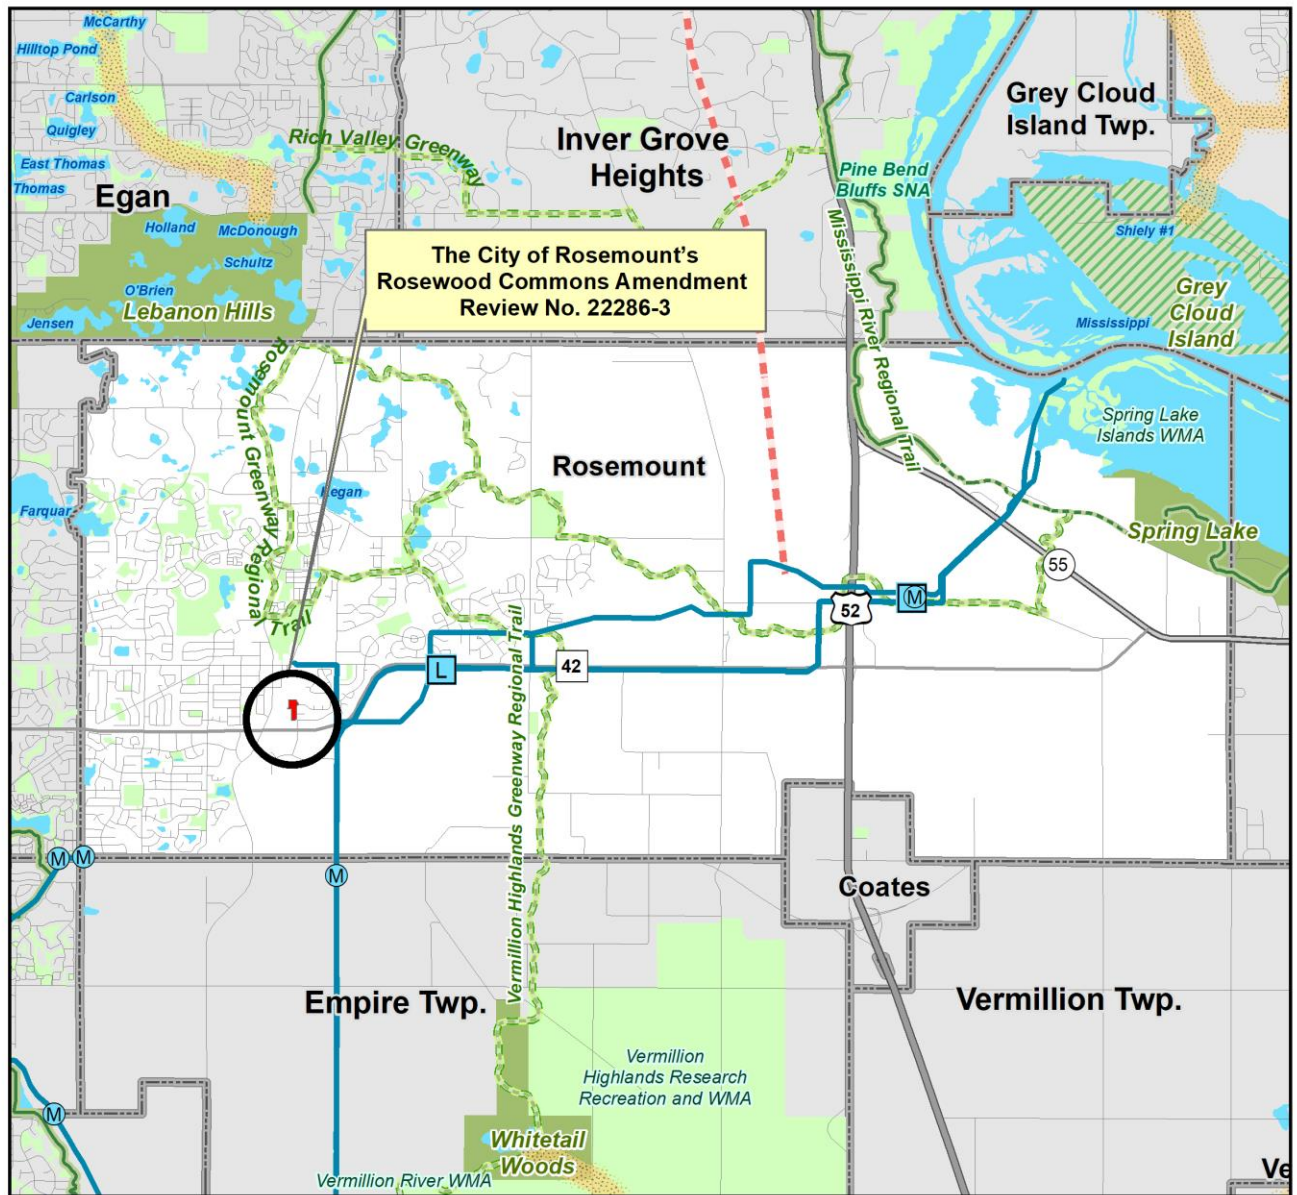 McCarthy
Hilltop Pond
Carlson
Quigley
East Thomas
Thomas
Egan
Rich Valley Greenway
Inver Grove
Heights
Grey Cloud
Island Twp.
Pine Bend
Bluffs SNA
Holland
McDonough
Schultz
O'Brien
Lebanon Hills
Jensen
Shiely #1
Grey
Cloud
Island
Mississippi
The City of Rosemount's
Rosewood Commons Amendment
Review No. 22286-3
Mississippi River Regional Trail
Rosemount Greenway Regional
Trail
Spring Lake
Islands WMA
Rosemount
Kegan
Farquar
Spring Lake
55
52
M
L
42
Vermillion Highlands Greenway Regional Trail
M
M
M
Coates
Empire Twp.
Vermillion Twp.
Vermillion
Highlands Research
Recreation and WMA
M
Whitetail
Woods
Vermillion River WMA
Ve